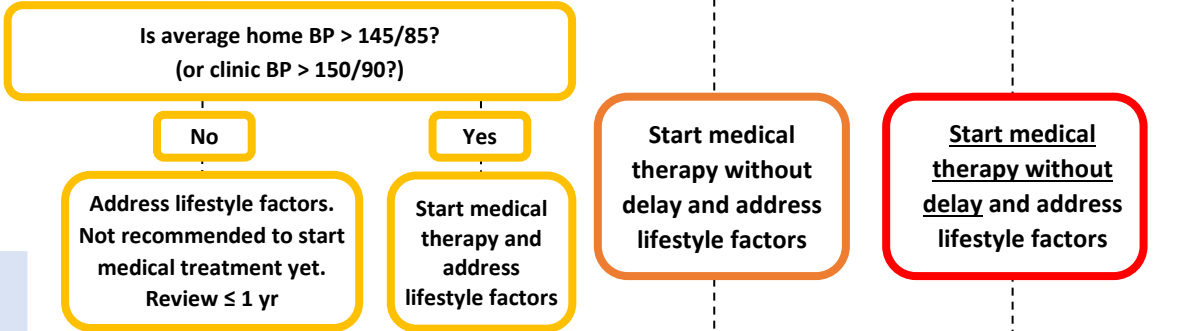 Is average home BP > 145/85?
(or clinic BP > 150/90?)
No
Yes
Address lifestyle factors.
Not recommended to start
medical treatment yet.
Review ≤ 1 yr
Start medical
therapy and
address
lifestyle factors
Start medical
therapy without
delay and address
lifestyle factors
Start medical
therapy without
delay and address
lifestyle factors